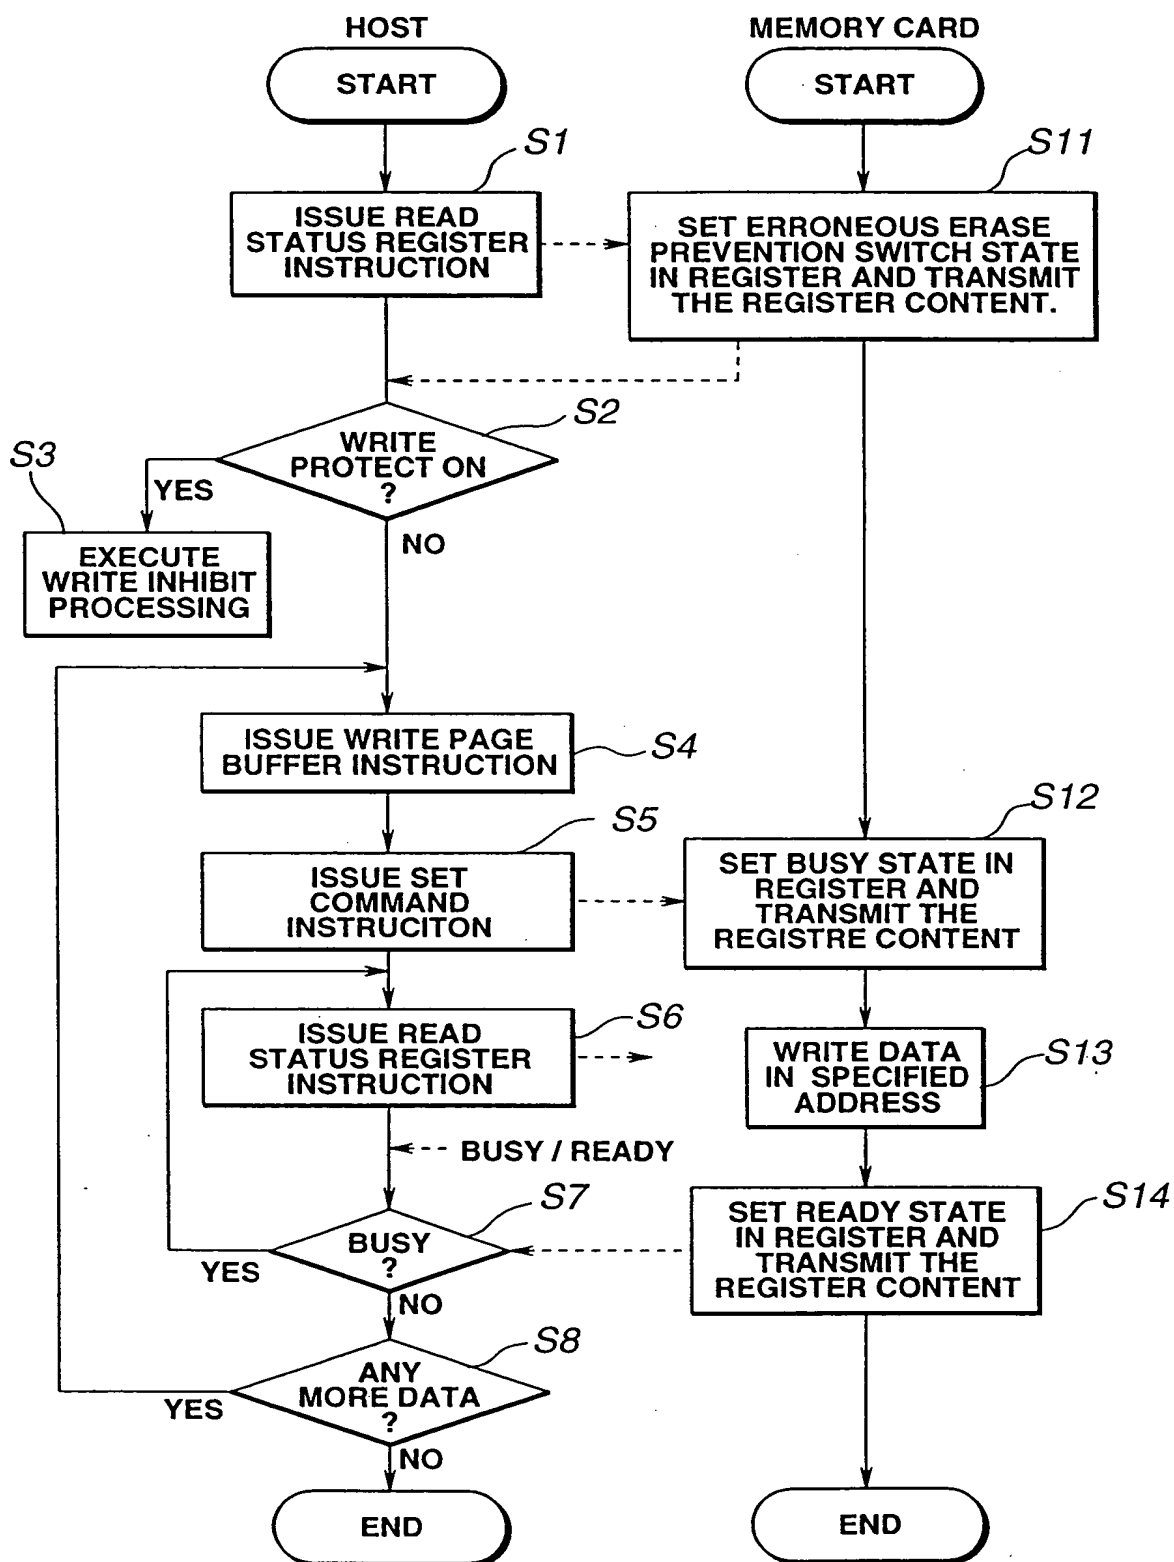 HOST
MEMORY CARD
START
START
S1
S11
ISSUE READ
STATUS REGISTER
INSTRUCTION
SET ERRONEOUS ERASE
PREVENTION SWITCH STATE
IN REGISTER AND TRANSMIT
THE REGISTER CONTENT.
S2
WRITE
PROTECT ON
?
S3
YES
NO
EXECUTE
WRITE INHIBIT
PROCESSING
ISSUE WRITE PAGE
BUFFER INSTRUCTION
S4
S5
S12
ISSUE SET
COMMAND
INSTRUCITON
SET BUSY STATE IN
REGISTER AND
TRANSMIT THE
REGISTRE CONTENT
S6
ISSUE READ
STATUS REGISTER
INSTRUCTION
WRITE DATA
IN SPECIFIED
ADDRESS
S13
BUSY / READY
S7
S14
BUSY
?
YES
NO
SET READY STATE
IN REGISTER AND
TRANSMIT THE
REGISTER CONTENT
S8
ANY
MORE DATA
?
YES
NO
END
END